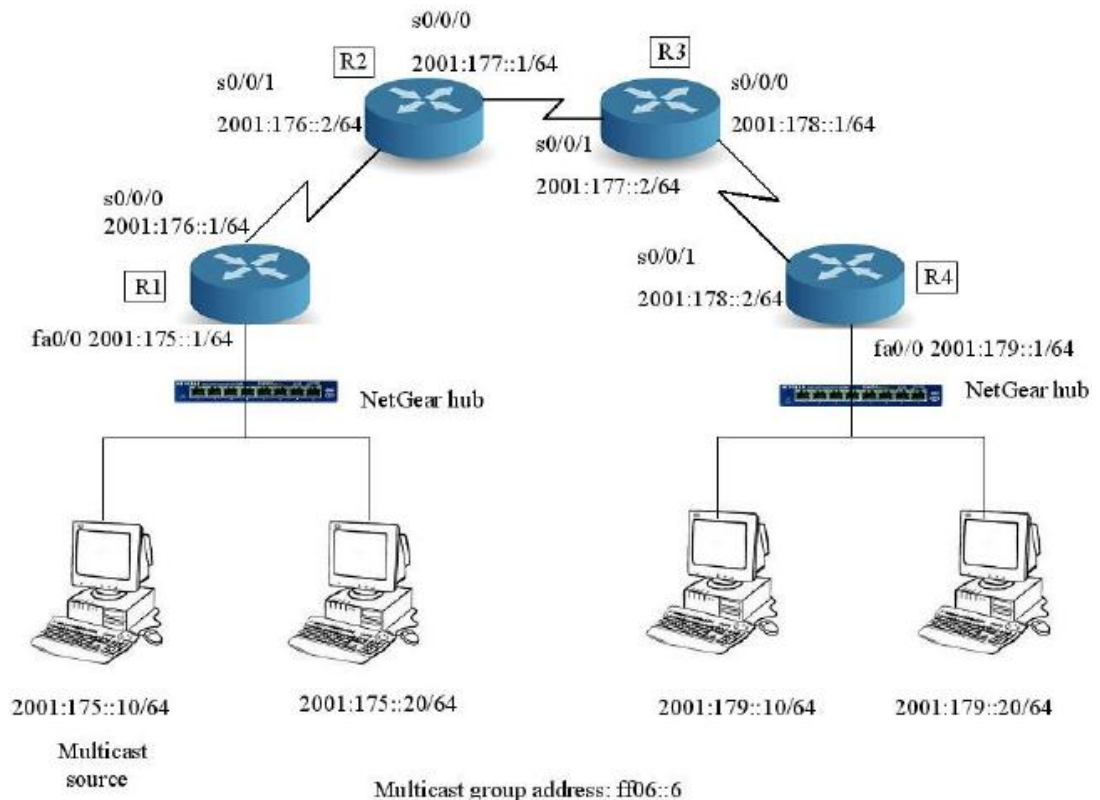 s0/0/0
R2
2001:177::1/64
R3
s0/0/1
s0/0/0
2001:176::2/64
2001:178::1/64
s0/0/1
2001:177::2/64
s0/0/0
2001:176::1/64
s0/0/1
R1
R4
2001:178::2/64
fa0/0 2001:175::1/64
fa0/0 2001:179::1/64
NetGear hub
NetGear hub
2001:175::10/64
2001:175::20/64
2001:179::10/64
2001:179::20/64
Multicast
source
Multicast group address: ff06::6